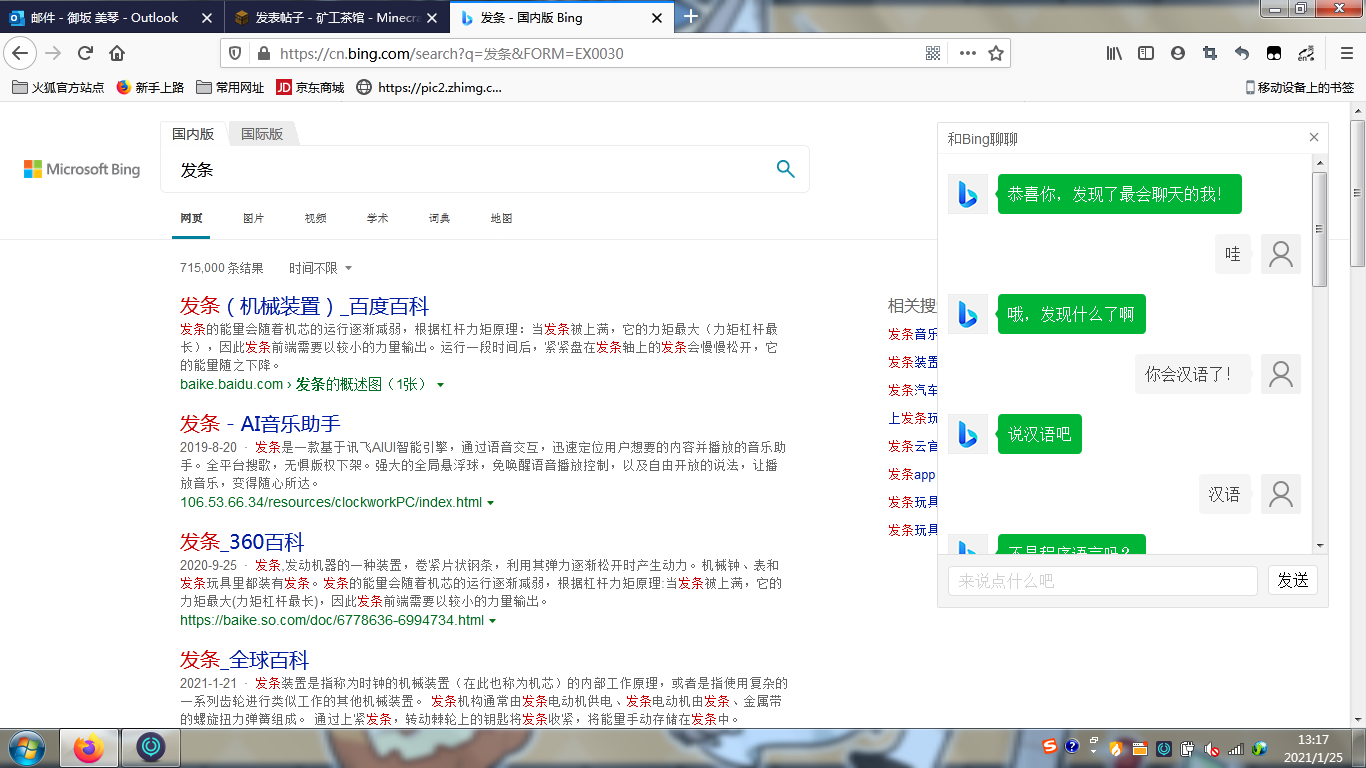 邮件 - 御坂 美琴 - Outlook
发表帖子 - 矿工茶馆 - Minecra
发条 - 国内版 Bing
https://cn.bing.com/search?q=发条&FORM=EX0030
火狐官方站点
新手上路
常用网址
JD 京东商城
https://pic2.zhimg.c...
移动设备上的书签
国内版
国际版
Microsoft Bing
发条
网页
图片
视频
学术
词典
地图
715,000 条结果
时间不限
发条（机械装置）_百度百科
发条的能量会随着机芯的运行逐渐减弱，根据杠杆力矩原理：当发条被上满，它的力矩最大（力矩杠杆最
长），因此发条前端需要以较小的力量输出。运行一段时间后，紧紧盘在发条轴上的发条会慢慢松开，它
的能量随之下降。
baike.baidu.com › 发条的概述图（1张）
发条 - AI音乐助手
2019-8-20 · 发条是一款基于讯飞AIUI智能引擎，通过语音交互，迅速定位用户想要的内容并播放的音乐助
手。全平台搜歌，无惧版权下架。强大的全局悬浮球，免唤醒语音播放控制，以及自由开放的说法，让播
放音乐，变得随心所达。
106.53.66.34/resources/clockworkPC/index.html
发条_360百科
2020-9-25 · 发条,发动机器的一种装置，卷紧片状钢条，利用其弹力逐渐松开时产生动力。机械钟、表和
发条玩具里都装有发条。发条的能量会随着机芯的运行逐渐减弱，根据杠杆力矩原理:当发条被上满，它的
力矩最大(力矩杠杆最长)，因此发条前端需要以较小的力量输出。
https://baike.so.com/doc/6778636-6994734.html
发条_全球百科
2021-1-21 · 发条装置是指称为时钟的机械装置（在此也称为机芯）的内部工作原理，或者是指使用复杂的
一系列齿轮进行类似工作的其他机械装置。 发条机构通常由发条电动机供电、发条电动机由发条、金属带
的螺旋扭力弹簧组成。 通过上紧发条，转动棘轮上的钥匙将发条收紧，将能量手动存储在发条中。
相关搜
发条音乐
发条装置
发条汽车
上发条玩
发条云官
发条app
发条玩具
发条玩具
和Bing聊聊
恭喜你，发现了最会聊天的我！
哇
哦，发现什么了啊
你会汉语了！
说汉语吧
汉语
不是程序语言吗？
来说点什么吧
发送
13:17
2021/1/25